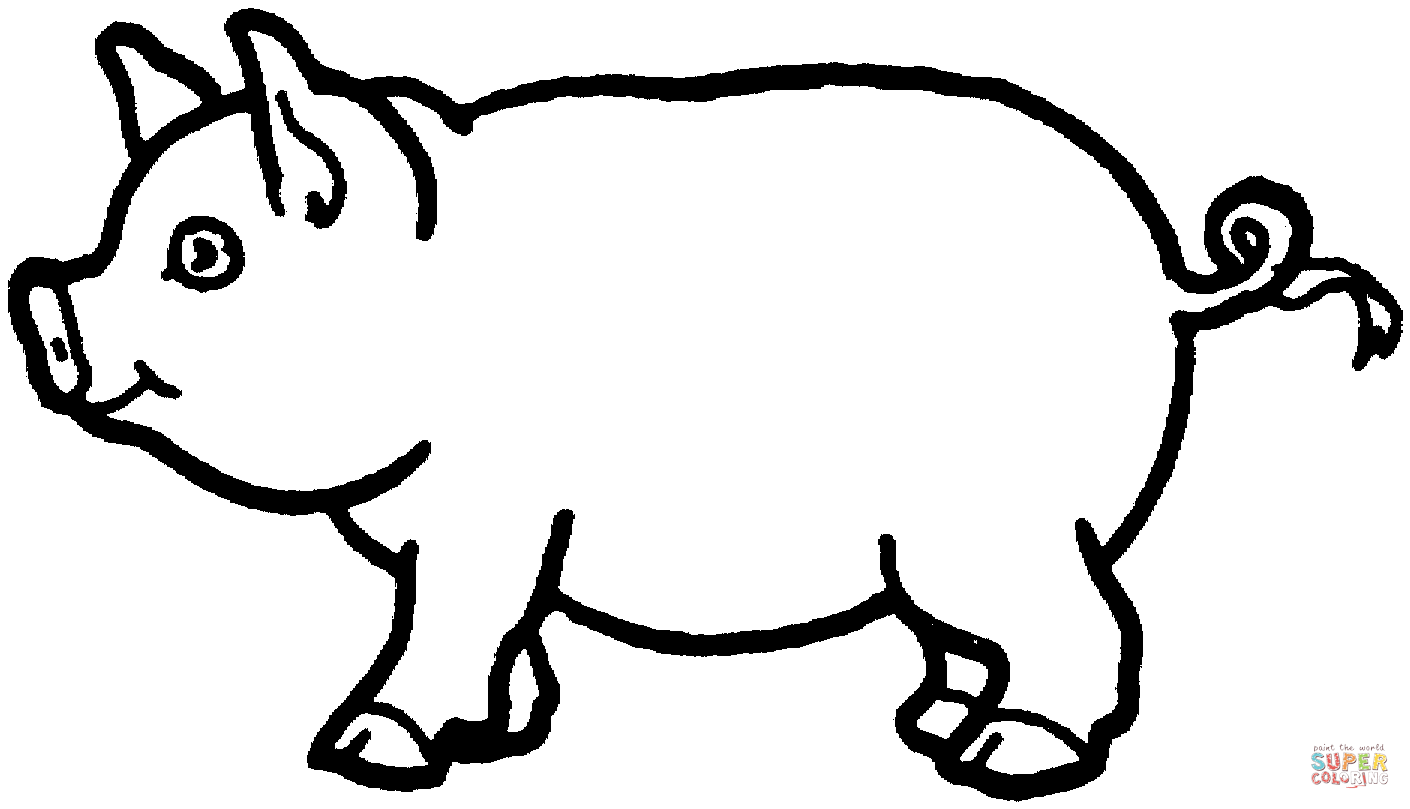 paint the world
SUPER
COLORING